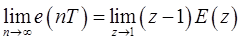 lim e(nT) = lim (z−1)E(z)
n→∞ z→1